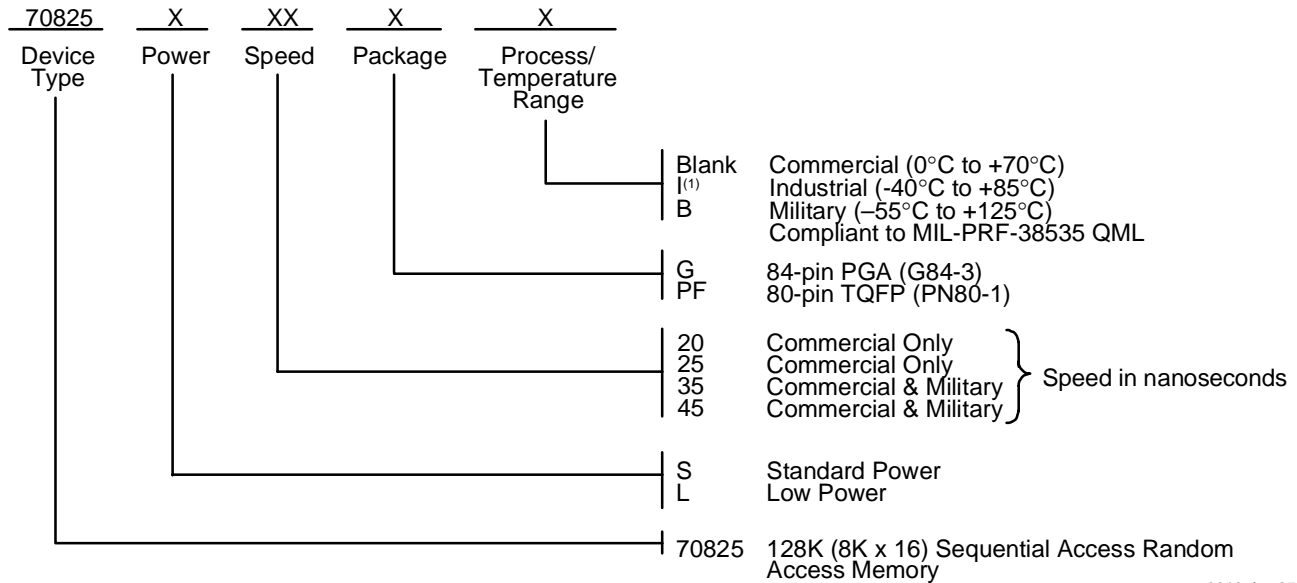 70825 X XX X X
Device Type Power Speed Package Process/ Temperature Range
Blank Commercial (0°C to +70°C)
I(1) Industrial (-40°C to +85°C)
B Military (–55°C to +125°C)
Compliant to MIL-PRF-38535 QML
G 84-pin PGA (G84-3)
PF 80-pin TQFP (PN80-1)
20 Commercial Only
25 Commercial Only
35 Commercial & Military
45 Commercial & Military
Speed in nanoseconds
S Standard Power
L Low Power
70825 128K (8K x 16) Sequential Access Random
Access Memory